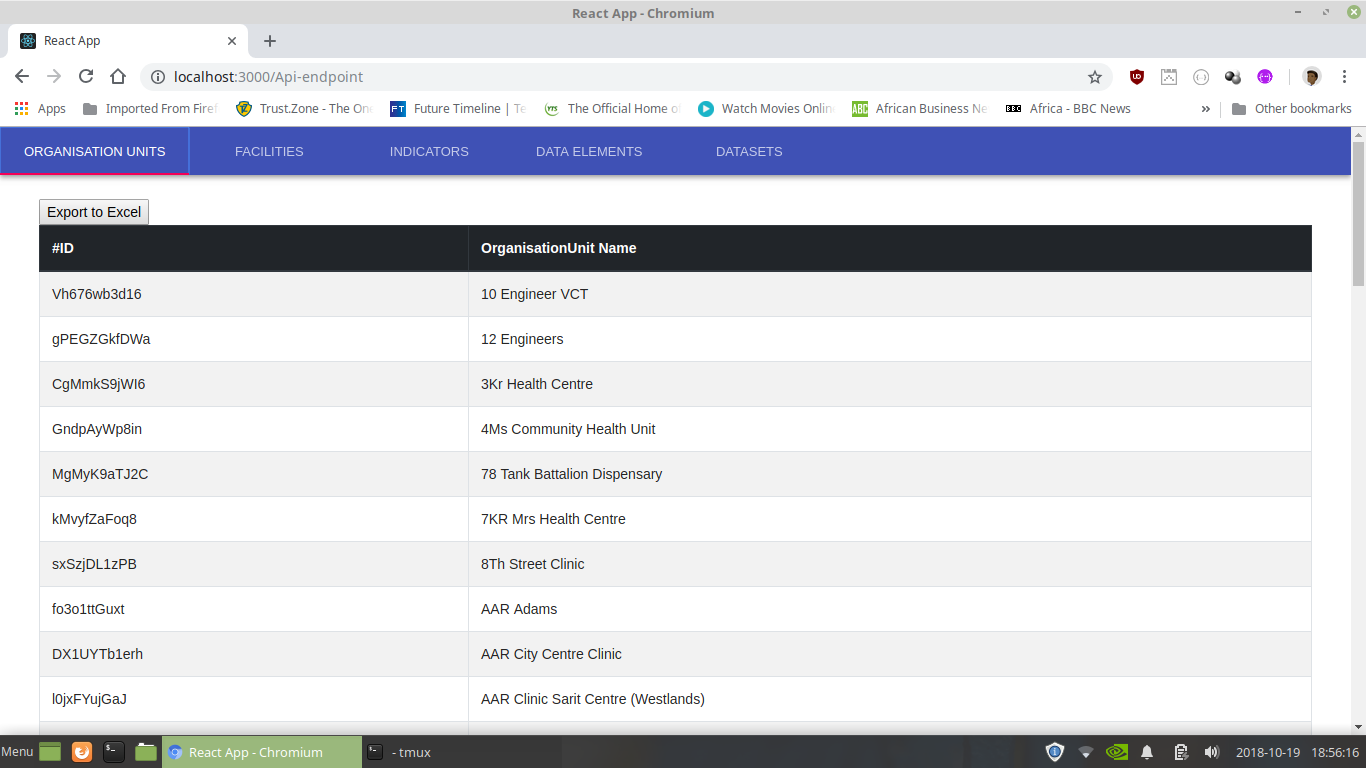 React App - Chromium
React App
localhost:3000/Api-endpoint
Apps Imported From Firef Trust.Zone - The On Future Timeline | Te The Official Home of Watch Movies Onlin African Business Ne Africa - BBC News » Other bookmarks
ORGANISATION UNITS FACILITIES INDICATORS DATA ELEMENTS DATASETS
Export to Excel
#ID OrganisationUnit Name
Vh676wb3d16 10 Engineer VCT
gPEGZGkfDWa 12 Engineers
CgMmkS9jWI6 3Kr Health Centre
GndpAyWp8in 4Ms Community Health Unit
MgMyK9aTJ2C 78 Tank Battalion Dispensary
kMvyfZaFoq8 7KR Mrs Health Centre
sxSzjDL1zPB 8Th Street Clinic
fo3o1ttGuxt AAR Adams
DX1UYTb1erh AAR City Centre Clinic
l0jxFYujGaJ AAR Clinic Sarit Centre (Westlands)
Menu React App - Chromium - tmux 2018-10-19 18:56:16